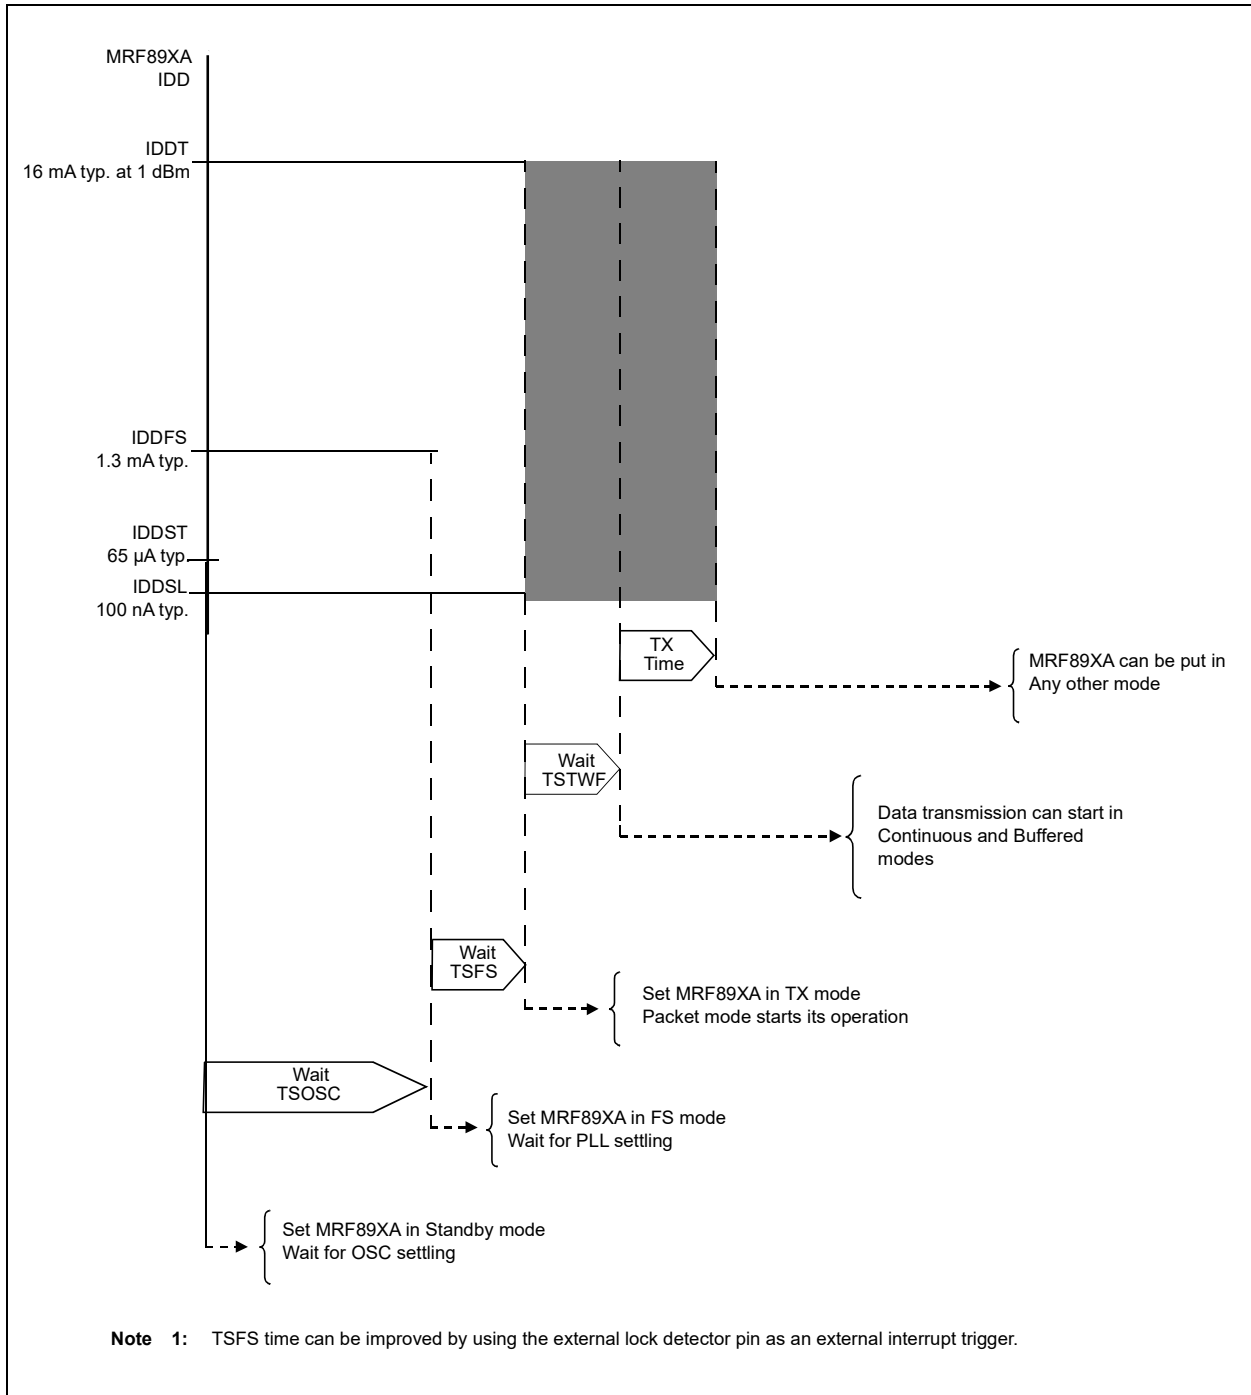 MRF89XA
IDD
IDDT
16 mA typ. at 1 dBm
IDDFS
1.3 mA typ.
IDDST
65 µA typ.
IDDSL
100 nA typ.
TX
Time
MRF89XA can be put in
Any other mode
Wait
TSTWF
Data transmission can start in
Continuous and Buffered
modes
Wait
TSFS
Set MRF89XA in TX mode
Packet mode starts its operation
Wait
TSOSC
Set MRF89XA in FS mode
Wait for PLL settling
Set MRF89XA in Standby mode
Wait for OSC settling
Note 1: TSFS time can be improved by using the external lock detector pin as an external interrupt trigger.